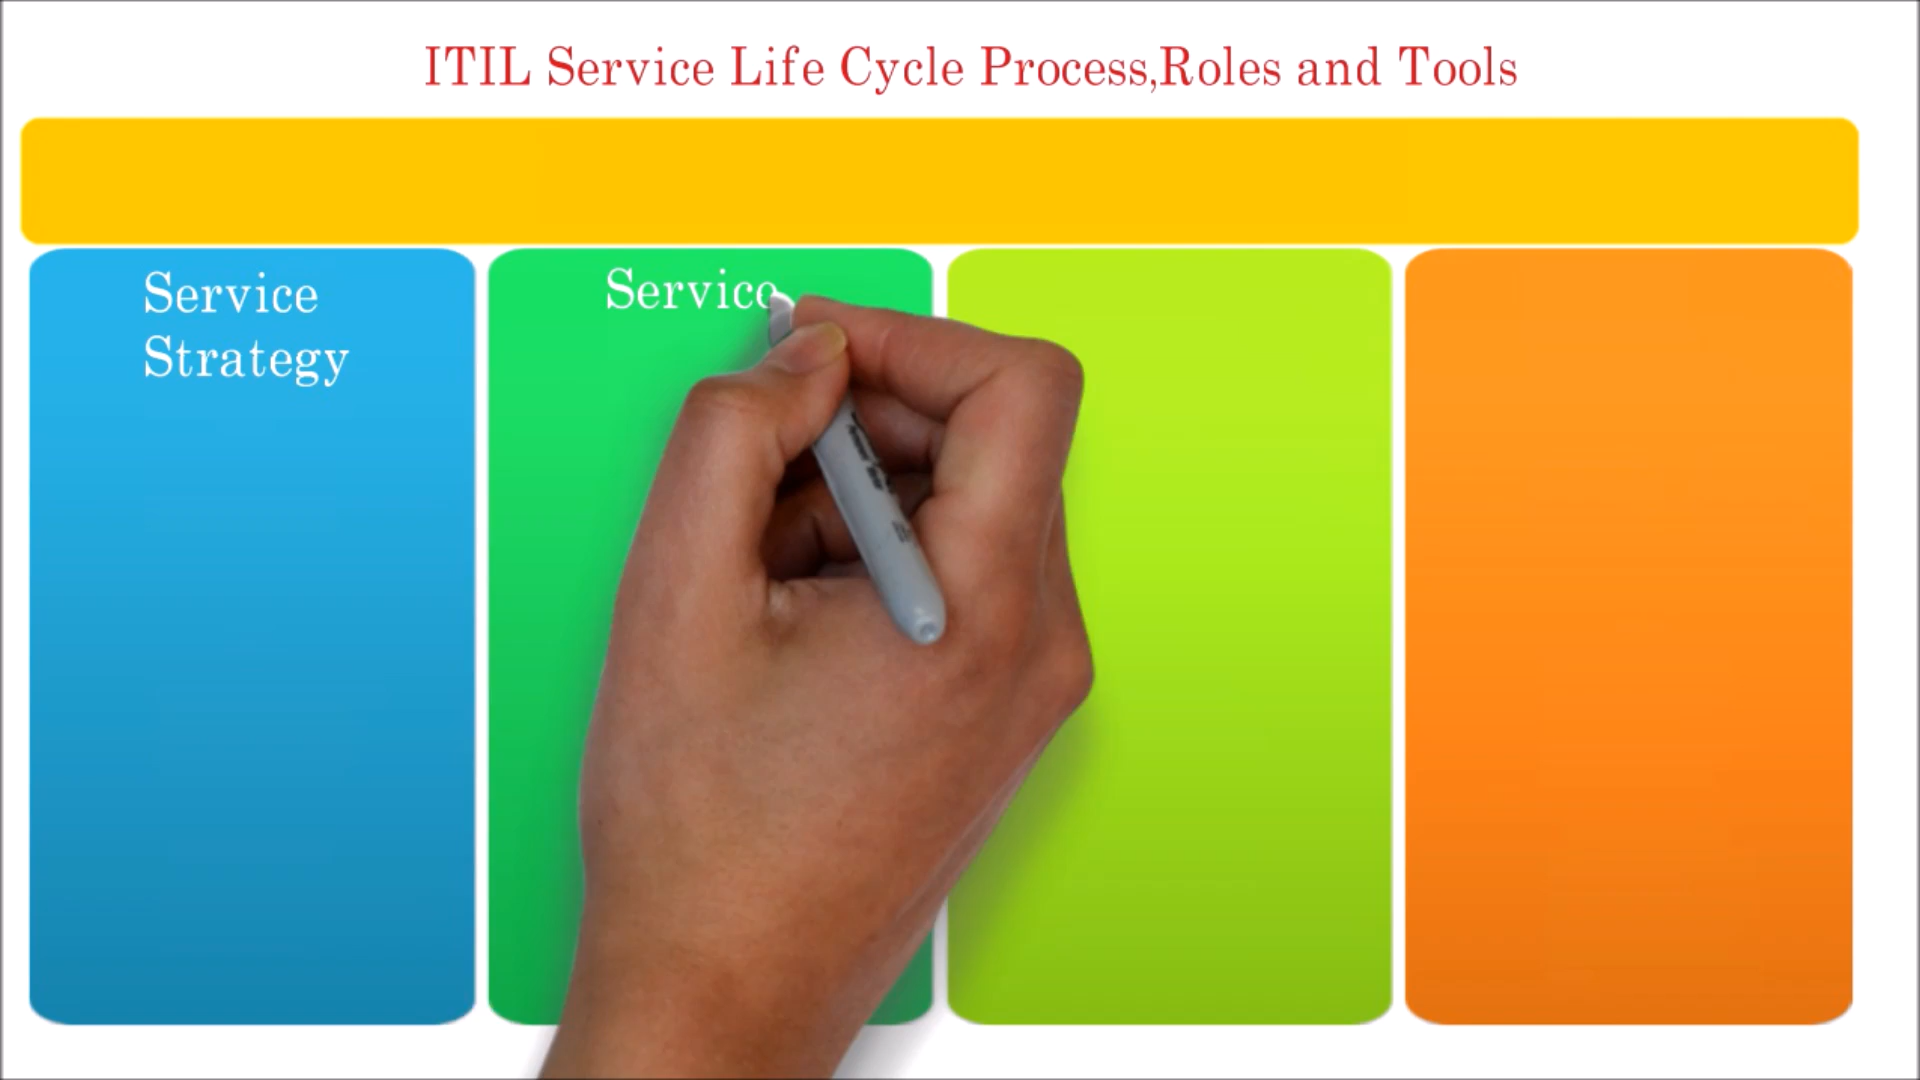 ITIL Service Life Cycle Process,Roles and Tools
Service
Strategy
Service